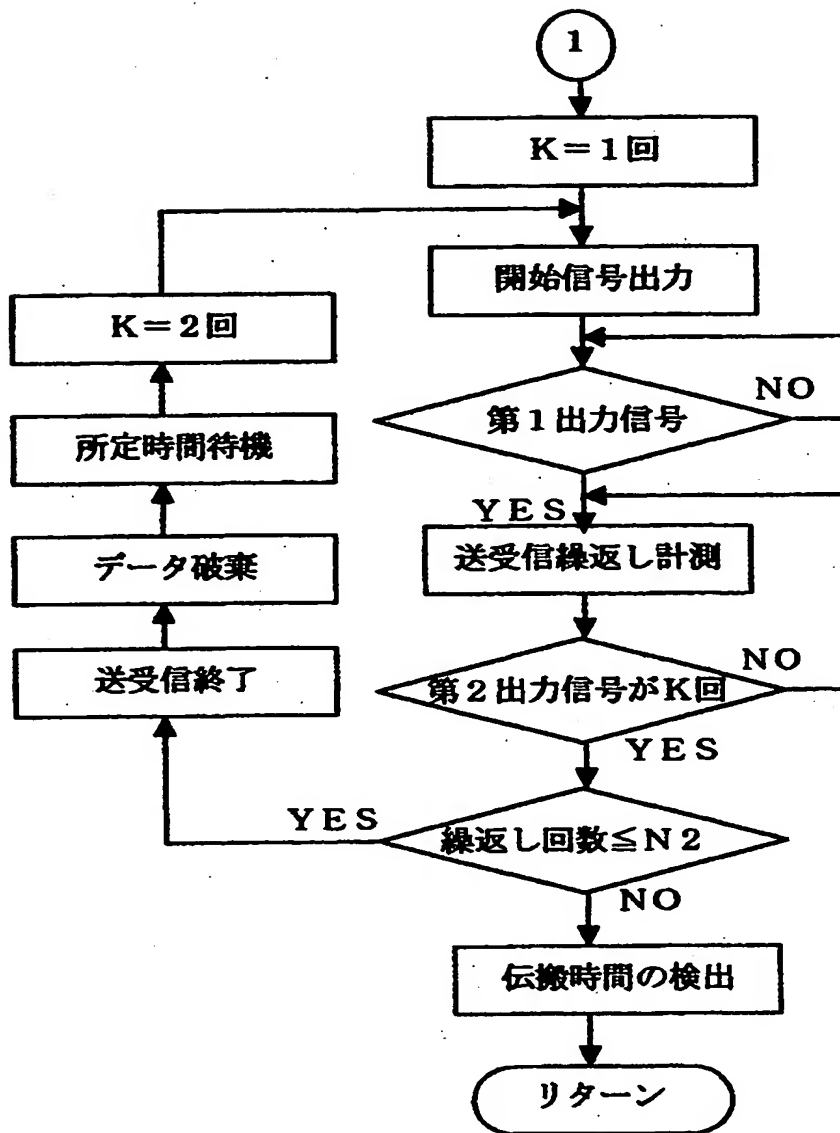 1
K=1回
開始信号出力
K=2回
第1出力信号
NO
所定時間待機
YES
送受信繰返し計測
データ破棄
送受信終了
第2出力信号がK回
NO
YES
YES
繰返し回数≦N2
NO
伝搬時間の検出
リターン